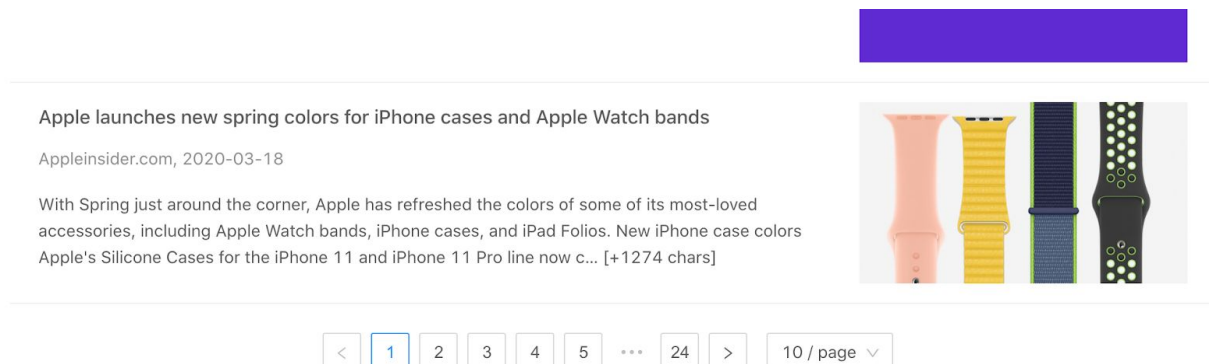 Apple launches new spring colors for iPhone cases and Apple Watch bands
Appleinsider.com, 2020-03-18
With Spring just around the corner, Apple has refreshed the colors of some of its most-loved
accessories, including Apple Watch bands, iPhone cases, and iPad Folios. New iPhone case colors
Apple's Silicone Cases for the iPhone 11 and iPhone 11 Pro line now c... [+1274 chars]
< 1 2 3 4 5 ••• 24 > 10 / page